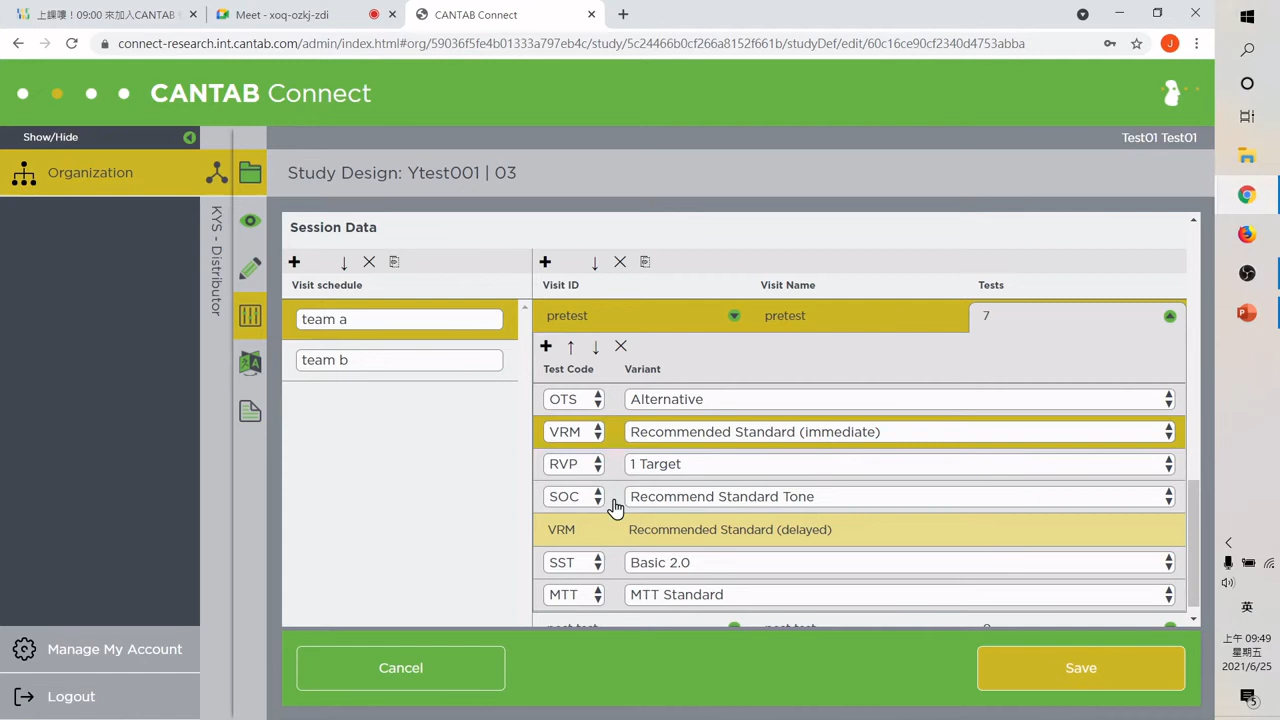 上課囉！09:00 來加入CANTAB
Meet - xoq-ozkj-zdi
CANTAB Connect
connect-research.int.cantab.com/admin/index.html#org/59036f5fe4b01333a797eb4c/study/5e24466b0cf266a8152f661b/studyDef/edit/60c16ce90cf2340d4753abba
J
CANTAB Connect
Show/Hide
Test01 Test01
Organization
Study Design: Ytest001 | 03
KYS - Distributor
Session Data
Visit schedule
Visit ID Visit Name Tests
team a
pretest pretest 7
team b
Test Code Variant
OTS Alternative
VRM Recommended Standard (immediate)
RVP 1 Target
SOC Recommend Standard Tone
VRM Recommended Standard (delayed)
SST Basic 2.0
MTT MTT Standard
Manage My Account
Logout
Cancel
Save
英
上午 09:49
星期五
2021/6/25
5